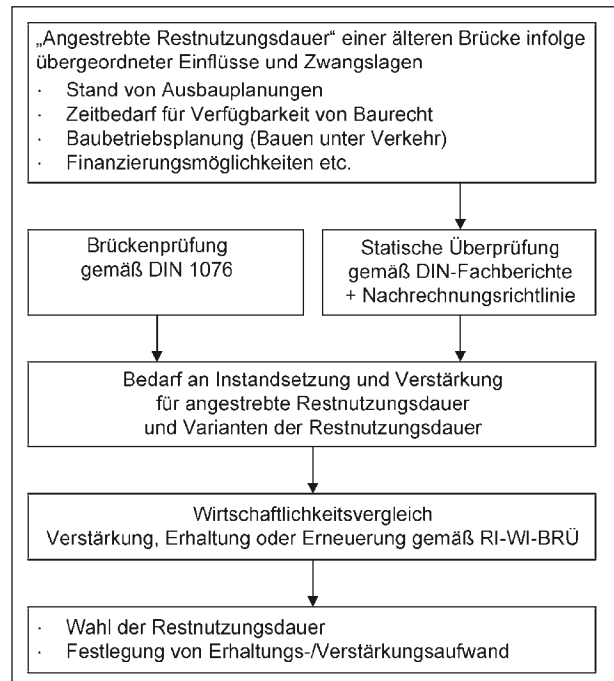 „Angestrebte Restnutzungsdauer“ einer älteren Brücke infolge
übergeordneter Einflüsse und Zwangslagen
· Stand von Ausbauplanungen
· Zeitbedarf für Verfügbarkeit von Baurecht
· Baubetriebsplanung (Bauen unter Verkehr)
· Finanzierungsmöglichkeiten etc.
Brückenprüfung
gemäß DIN 1076
Statische Überprüfung
gemäß DIN-Fachberichte
+ Nachrechnungsrichtlinie
Bedarf an Instandsetzung und Verstärkung
für angestrebte Restnutzungsdauer
und Varianten der Restnutzungsdauer
Wirtschaftlichkeitsvergleich
Verstärkung, Erhaltung oder Erneuerung gemäß RI-WI-BRÜ
· Wahl der Restnutzungsdauer
· Festlegung von Erhaltungs-/Verstärkungsaufwand